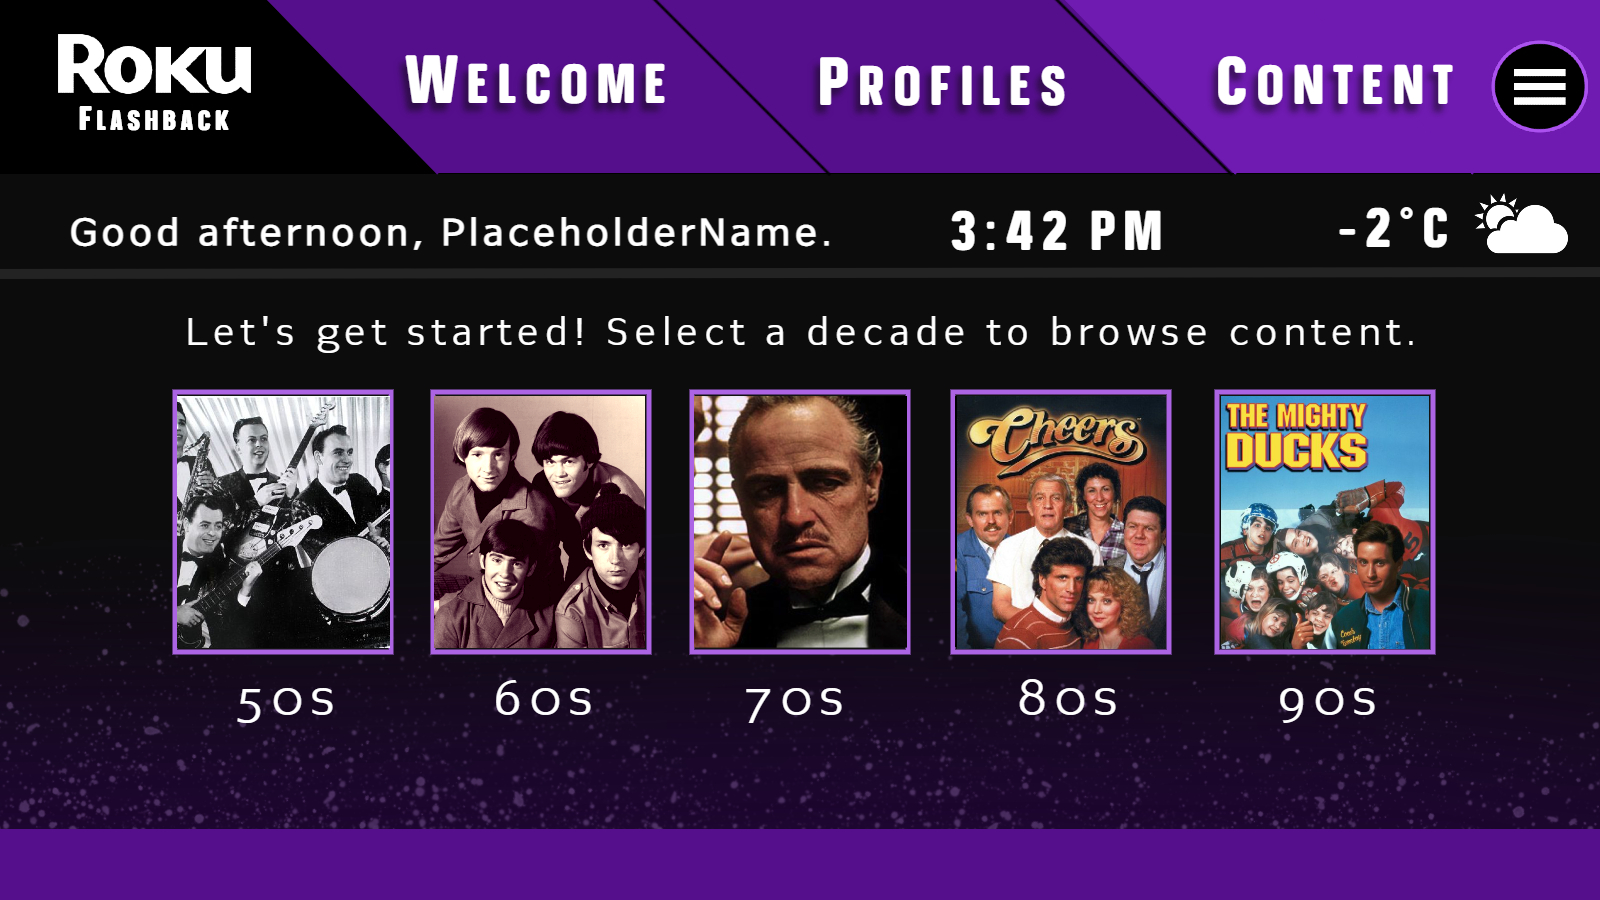 ROKU
FLASHBACK
WELCOME
PROFILES
CONTENT
Good afternoon, PlaceholderName.
3:42 PM
-2°C
Let's get started! Select a decade to browse content.
Cheers
THE MIGHTY
DUCKS
50s
60s
70s
80s
90s